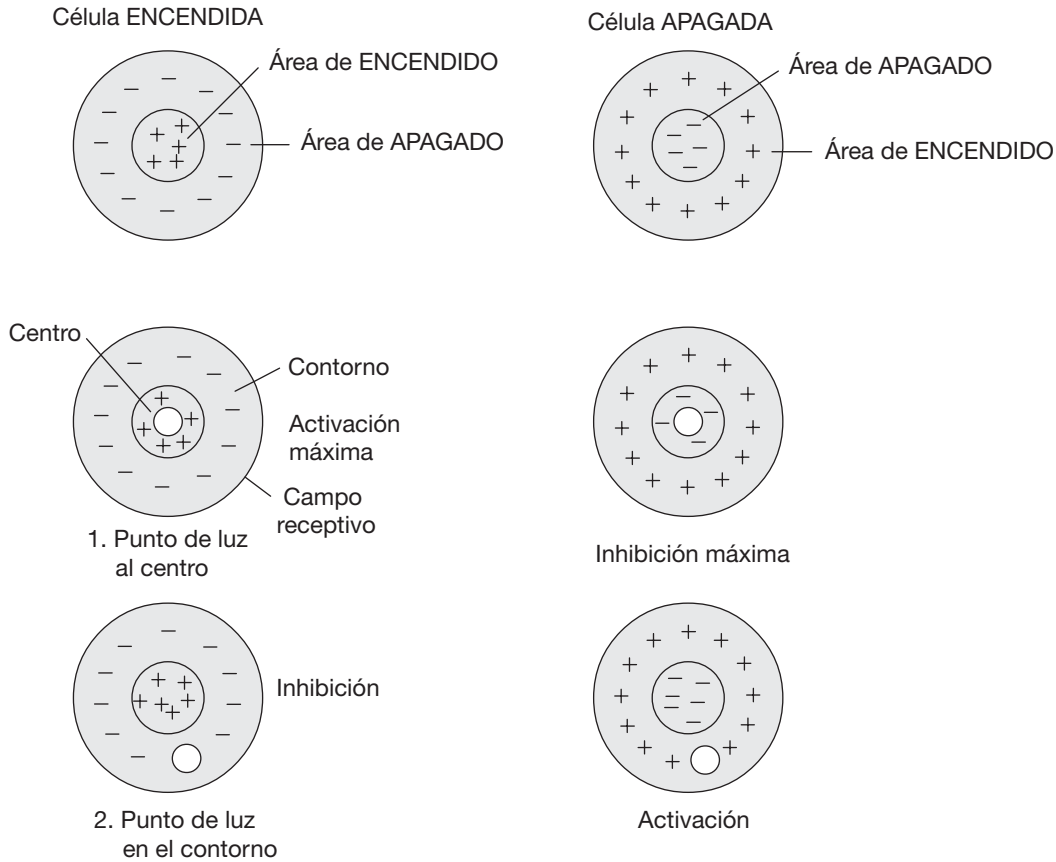 Célula ENCENDIDA
Célula APAGADA
Área de ENCENDIDO
Área de APAGADO
Área de APAGADO
Área de ENCENDIDO
Centro
Contorno
Activación
máxima
Campo
receptivo
1. Punto de luz
al centro
Inhibición máxima
Inhibición
2. Punto de luz
en el contorno
Activación